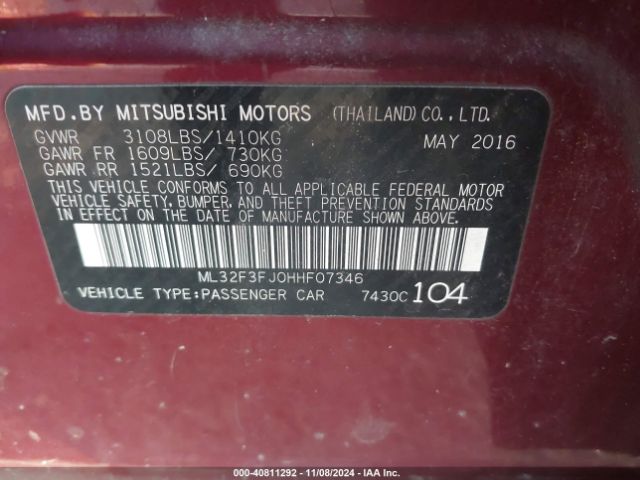 MFD.BY MITSUBISHI MOTORS (THAILAND)CO.,LTD.
GVWR 3108LBS/1410KG MAY 2016
GAWR FR 1609LBS/ 730KG
GAWR RR 1521LBS/ 690KG
THIS VEHICLE CONFORMS TO ALL APPLICABLE FEDERAL MOTOR
VEHICLE SAFETY, BUMPER, AND THEFT PREVENTION STANDARDS
IN EFFECT ON THE DATE OF MANUFACTURE SHOWN ABOVE.
ML32F3FJ0HHF07346
VEHICLE TYPE:PASSENGER CAR 7430C 104
000-40811292 - 11/08/2024 - IAA Inc.